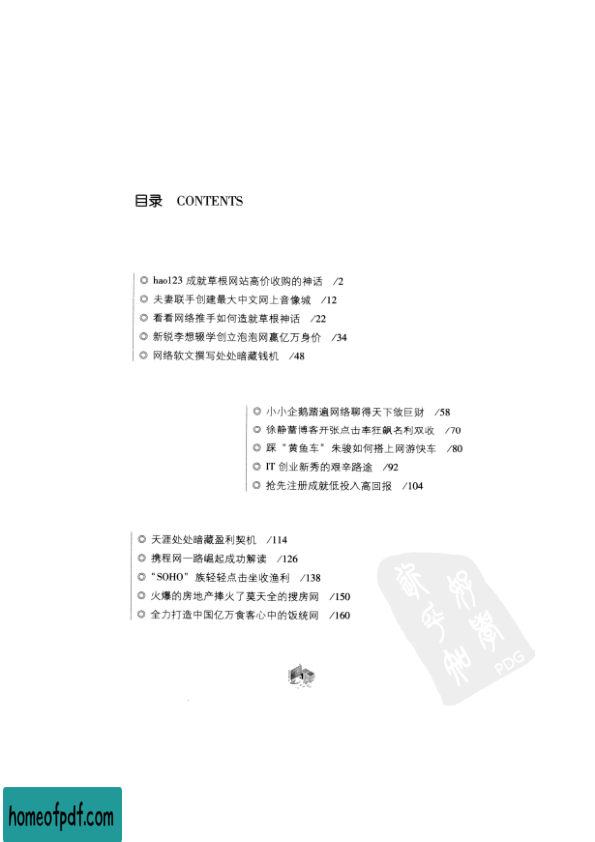 目录 CONTENTS
◎ hao123 成就草根网站高价收购的神话 /2
◎ 夫妻联手创建最大中文网上音像城 /12
◎ 看看网络推手如何造就草根神话 /22
◎ 新锐李想辍学创立泡泡网赢亿万身价 /34
◎ 网络软文撰写处处暗藏钱机 /48
◎ 小小企鹅踏遍网络聊得天下敛巨财 /58
◎ 徐静蕾博客开张点击率狂飙名利双收 /70
◎ 踩“黄鱼车”朱骏如何搭上网游快车 /80
◎ IT 创业新秀的艰辛路途 /92
◎ 抢先注册成就低投入高回报 /104
◎ 天涯处处暗藏盈利契机 /114
◎ 携程网一路崛起成功解读 /126
◎ “SOHO”族轻轻点击坐收渔利 /138
◎ 火爆的房地产捧火了莫天全的搜房网 /150
◎ 全力打造中国亿万食客心中的饭统网 /160
PDG
homeofpdf.com